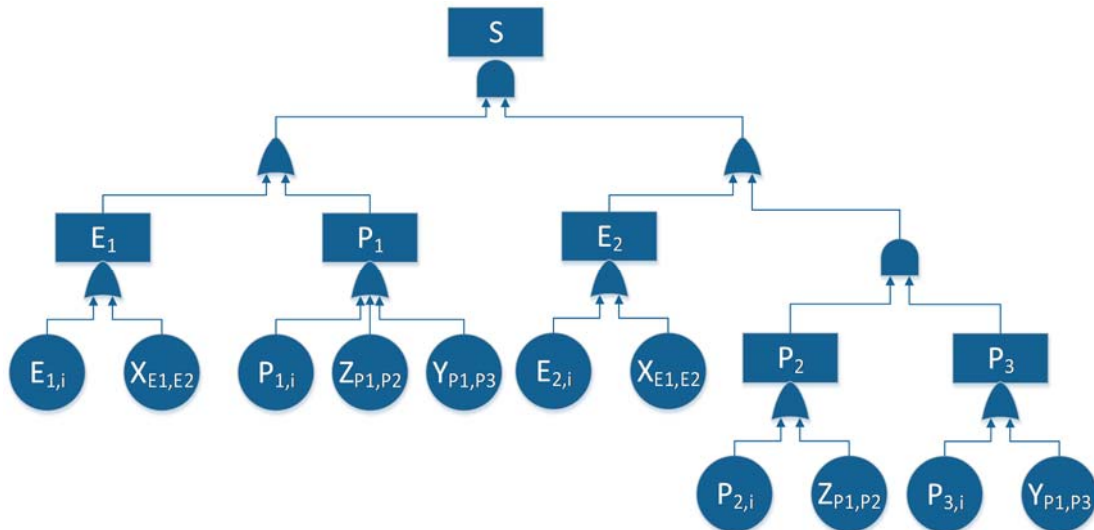 S
E1
P1
E2
E1,i
XE1,E2
P1,i
ZP1,P2
YP1,P3
E2,i
XE1,E2
P2
P3
P2,i
ZP1,P2
P3,i
YP1,P3